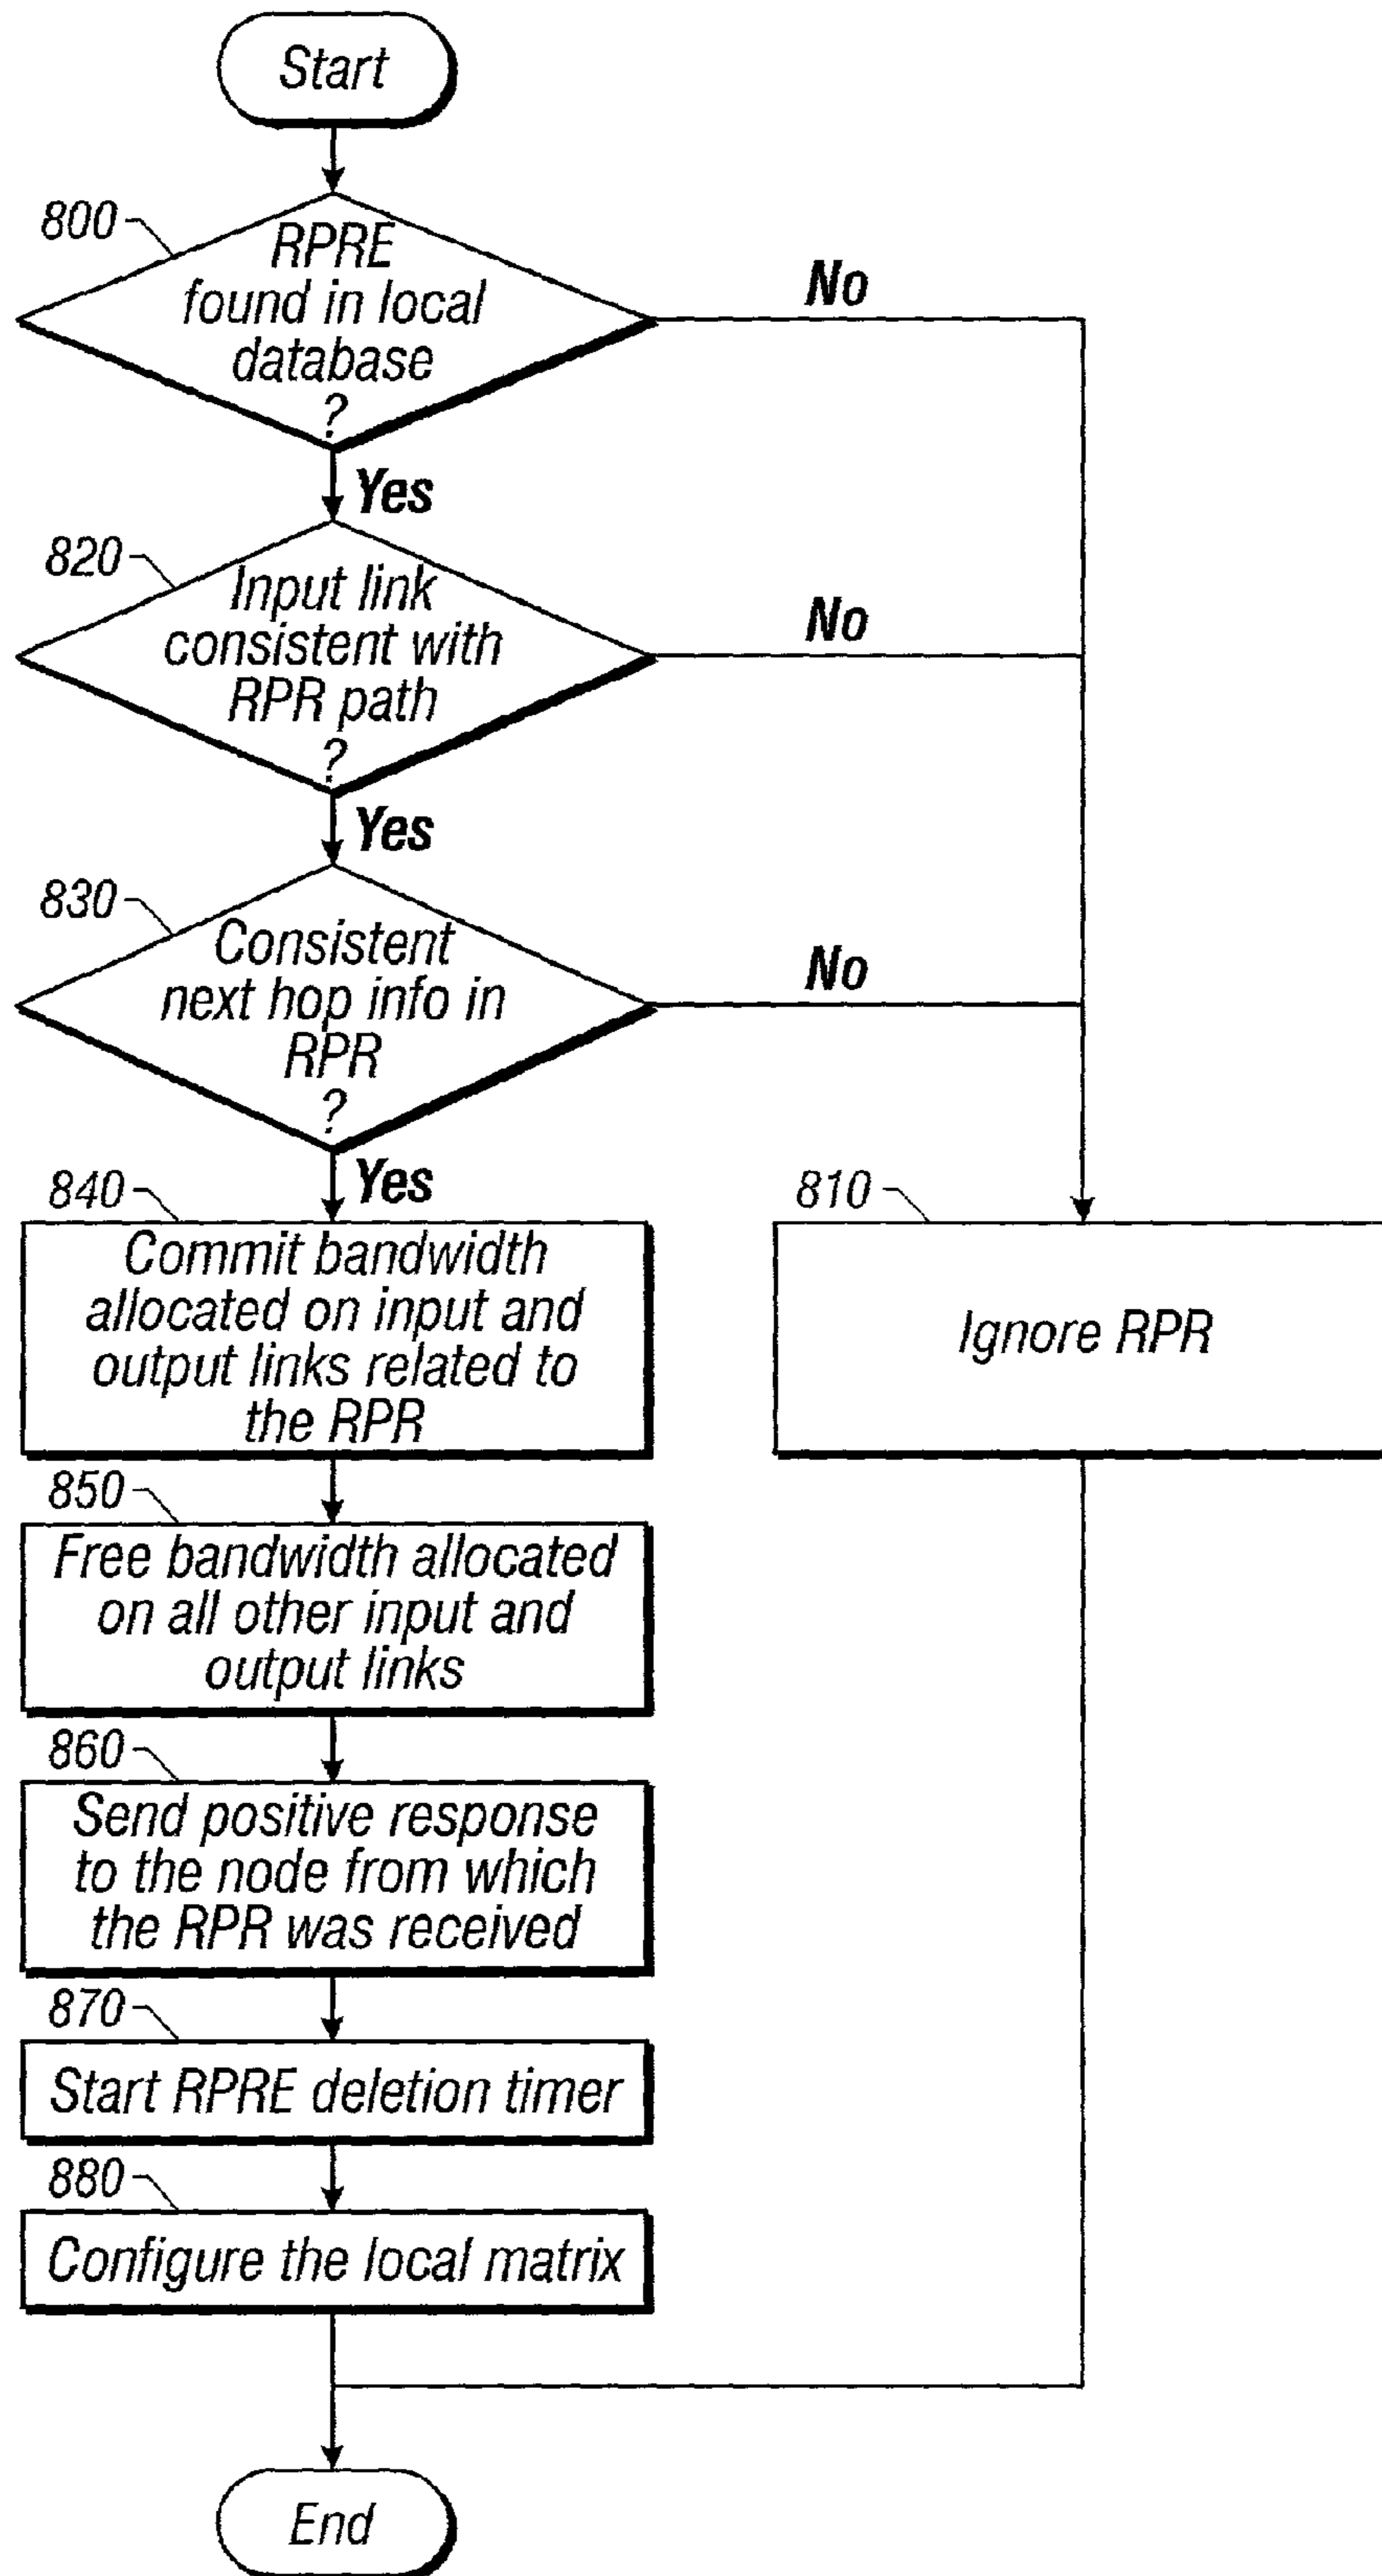 Start
800
RPRE
found in local
database
?
No
Yes
820
Input link
consistent with
RPR path
?
No
Yes
830
Consistent
next hop info in
RPR
?
No
Yes
840
Commit bandwidth
allocated on input and
output links related to
the RPR
810
Ignore RPR
850
Free bandwidth allocated
on all other input and
output links
860
Send positive response
to the node from which
the RPR was received
870
Start RPRE deletion timer
880
Configure the local matrix
End